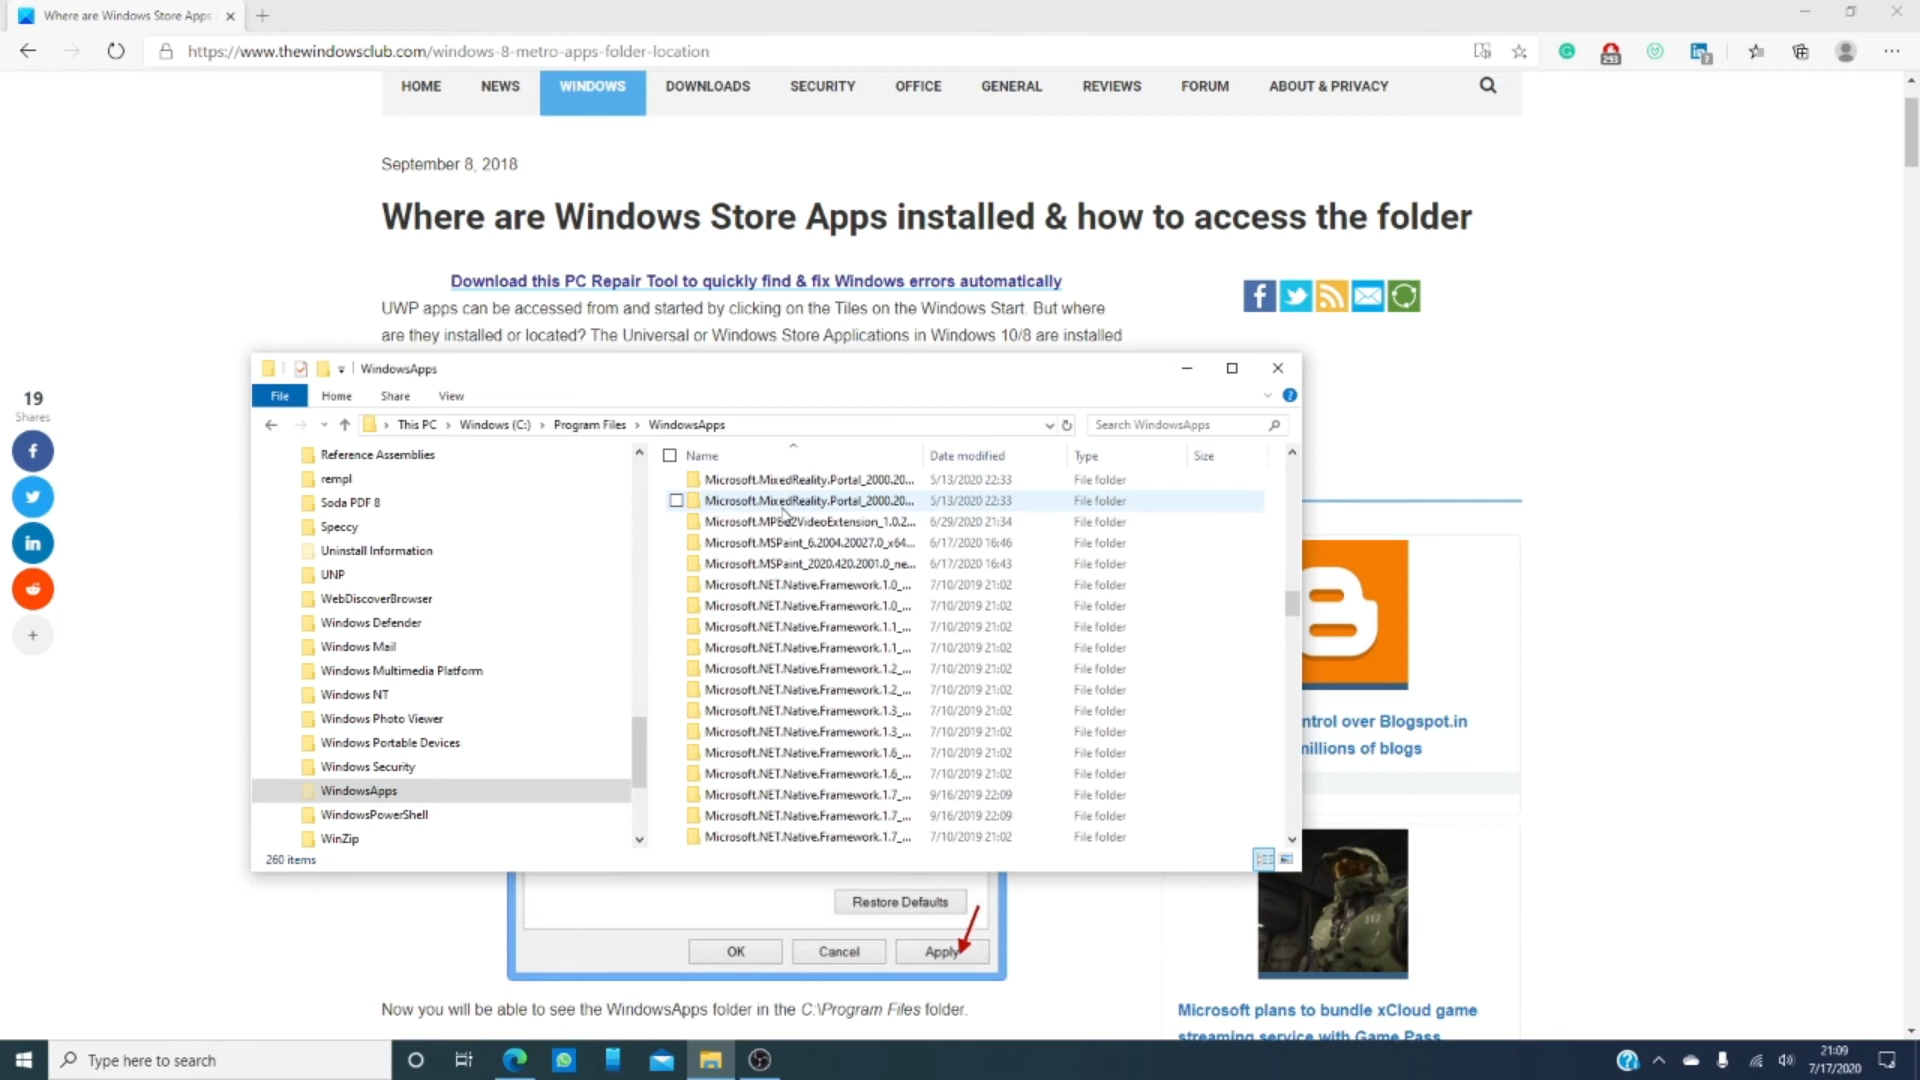 Where are Windows Store Apps
https://www.thewindowsclub.com/windows-8-metro-apps-folder-location
293
HOME NEWS WINDOWS DOWNLOADS SECURITY OFFICE GENERAL REVIEWS FORUM ABOUT & PRIVACY
September 8, 2018
Where are Windows Store Apps installed & how to access the folder
Download this PC Repair Tool to quickly find & fix Windows errors automatically
UWP apps can be accessed from and started by clicking on the Tiles on the Windows Start. But where
are they installed or located? The Universal or Windows Store Applications in Windows 10/8 are installed
19
Shares
WindowsApps
File Home Share View
This PC > Windows (C:) > Program Files > WindowsApps
Search WindowsApps
Reference Assemblies
rempl
Soda PDF 8
Speccy
Uninstall Information
UNP
WebDiscoverBrowser
Windows Defender
Windows Mail
Windows Multimedia Platform
Windows NT
Windows Photo Viewer
Windows Portable Devices
Windows Security
WindowsApps
WindowsPowerShell
WinZip
Name Date modified Type Size
Microsoft.MixedReality.Portal_2000.20... 5/13/2020 22:33 File folder
Microsoft.MixedReality.Portal_2000.20... 5/13/2020 22:33 File folder
Microsoft.MPEG2VideoExtension_1.0.2... 6/29/2020 21:34 File folder
Microsoft.MSPaint_6.2004.20027.0_x64... 6/17/2020 16:46 File folder
Microsoft.MSPaint_2020.420.2001.0_ne... 6/17/2020 16:43 File folder
Microsoft.NET.Native.Framework.1.0_... 7/10/2019 21:02 File folder
Microsoft.NET.Native.Framework.1.0_... 7/10/2019 21:02 File folder
Microsoft.NET.Native.Framework.1.1_... 7/10/2019 21:02 File folder
Microsoft.NET.Native.Framework.1.1_... 7/10/2019 21:02 File folder
Microsoft.NET.Native.Framework.1.2_... 7/10/2019 21:02 File folder
Microsoft.NET.Native.Framework.1.2_... 7/10/2019 21:02 File folder
Microsoft.NET.Native.Framework.1.3_... 7/10/2019 21:02 File folder
Microsoft.NET.Native.Framework.1.3_... 7/10/2019 21:02 File folder
Microsoft.NET.Native.Framework.1.6_... 7/10/2019 21:02 File folder
Microsoft.NET.Native.Framework.1.6_... 7/10/2019 21:02 File folder
Microsoft.NET.Native.Framework.1.7_... 9/16/2019 22:09 File folder
Microsoft.NET.Native.Framework.1.7_... 9/16/2019 22:09 File folder
Microsoft.NET.Native.Framework.1.7_... 7/10/2019 21:02 File folder
260 items
ntrol over Blogspot.in
millions of blogs
Restore Defaults
OK Cancel Apply
Now you will be able to see the WindowsApps folder in the C:\Program Files folder.
Microsoft plans to bundle xCloud game
streaming service with Game Pass
Type here to search
21:09
7/17/2020